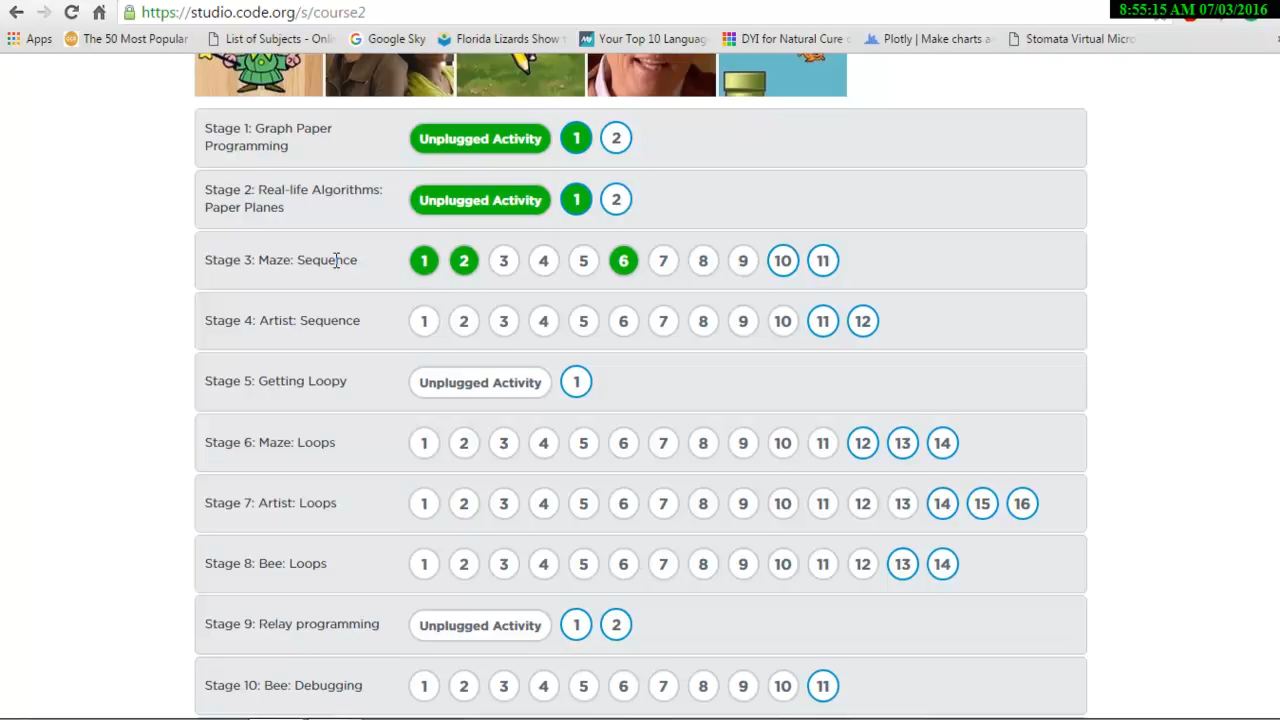 https://studio.code.org/s/course2
8:55:15 AM 07/03/2016
Apps The 50 Most Popular List of Subjects - Onli Google Sky Florida Lizards Show t Your Top 10 Languag DYI for Natural Cure o Plotly | Make charts a Stomata Virtual Micro
Stage 1: Graph Paper Programming Unplugged Activity 1 2
Stage 2: Real-life Algorithms: Paper Planes Unplugged Activity 1 2
Stage 3: Maze: Sequence 1 2 3 4 5 6 7 8 9 10 11
Stage 4: Artist: Sequence 1 2 3 4 5 6 7 8 9 10 11 12
Stage 5: Getting Loopy Unplugged Activity 1
Stage 6: Maze: Loops 1 2 3 4 5 6 7 8 9 10 11 12 13 14
Stage 7: Artist: Loops 1 2 3 4 5 6 7 8 9 10 11 12 13 14 15 16
Stage 8: Bee: Loops 1 2 3 4 5 6 7 8 9 10 11 12 13 14
Stage 9: Relay programming Unplugged Activity 1 2
Stage 10: Bee: Debugging 1 2 3 4 5 6 7 8 9 10 11